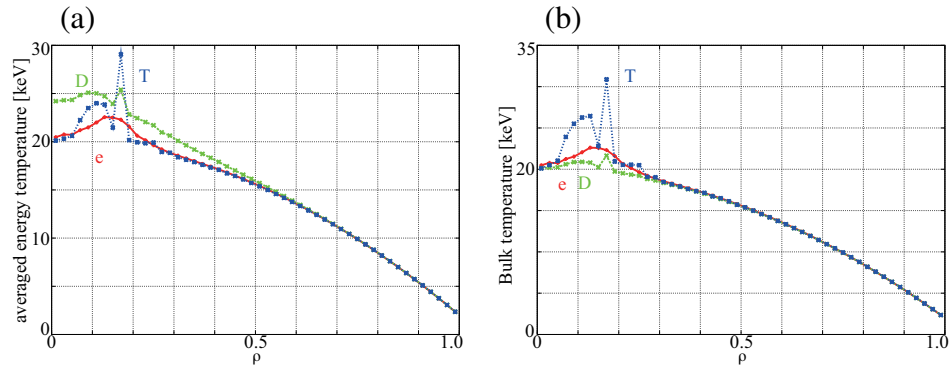 (a)
averaged energy temperature [keV]
30
20
10
0
D
T
e
0
0.5
1.0
ρ
(b)
Bulk temperature [keV]
35
20
0
T
e
D
0
0.5
1.0
ρ